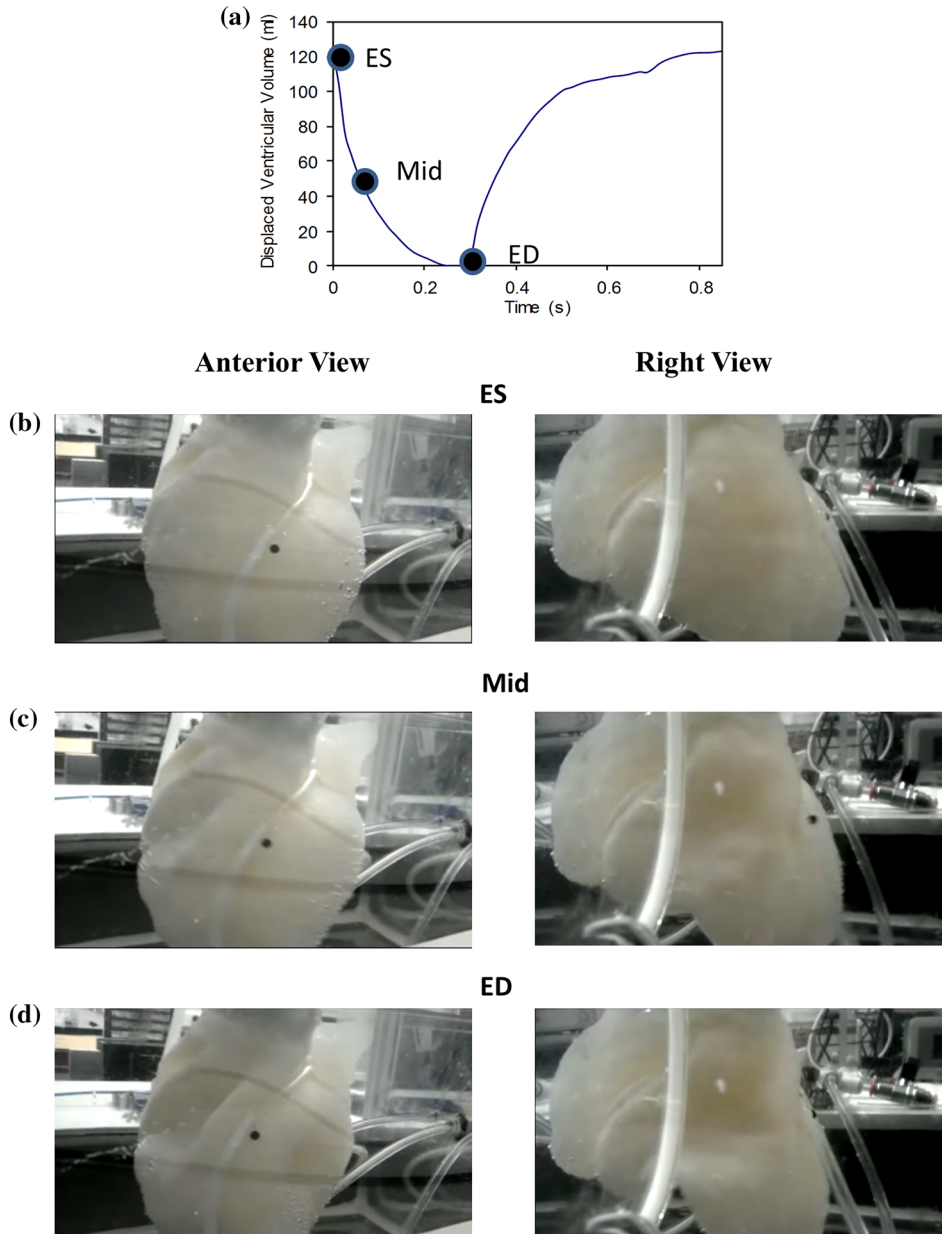 (a)
Displaced Ventricular Volume (ml)
140
120
100
80
60
40
20
0
ES
Mid
ED
0 0.2 0.4 0.6 0.8
Time (s)
Anterior View Right View
ES
(b)
Mid
(c)
ED
(d)